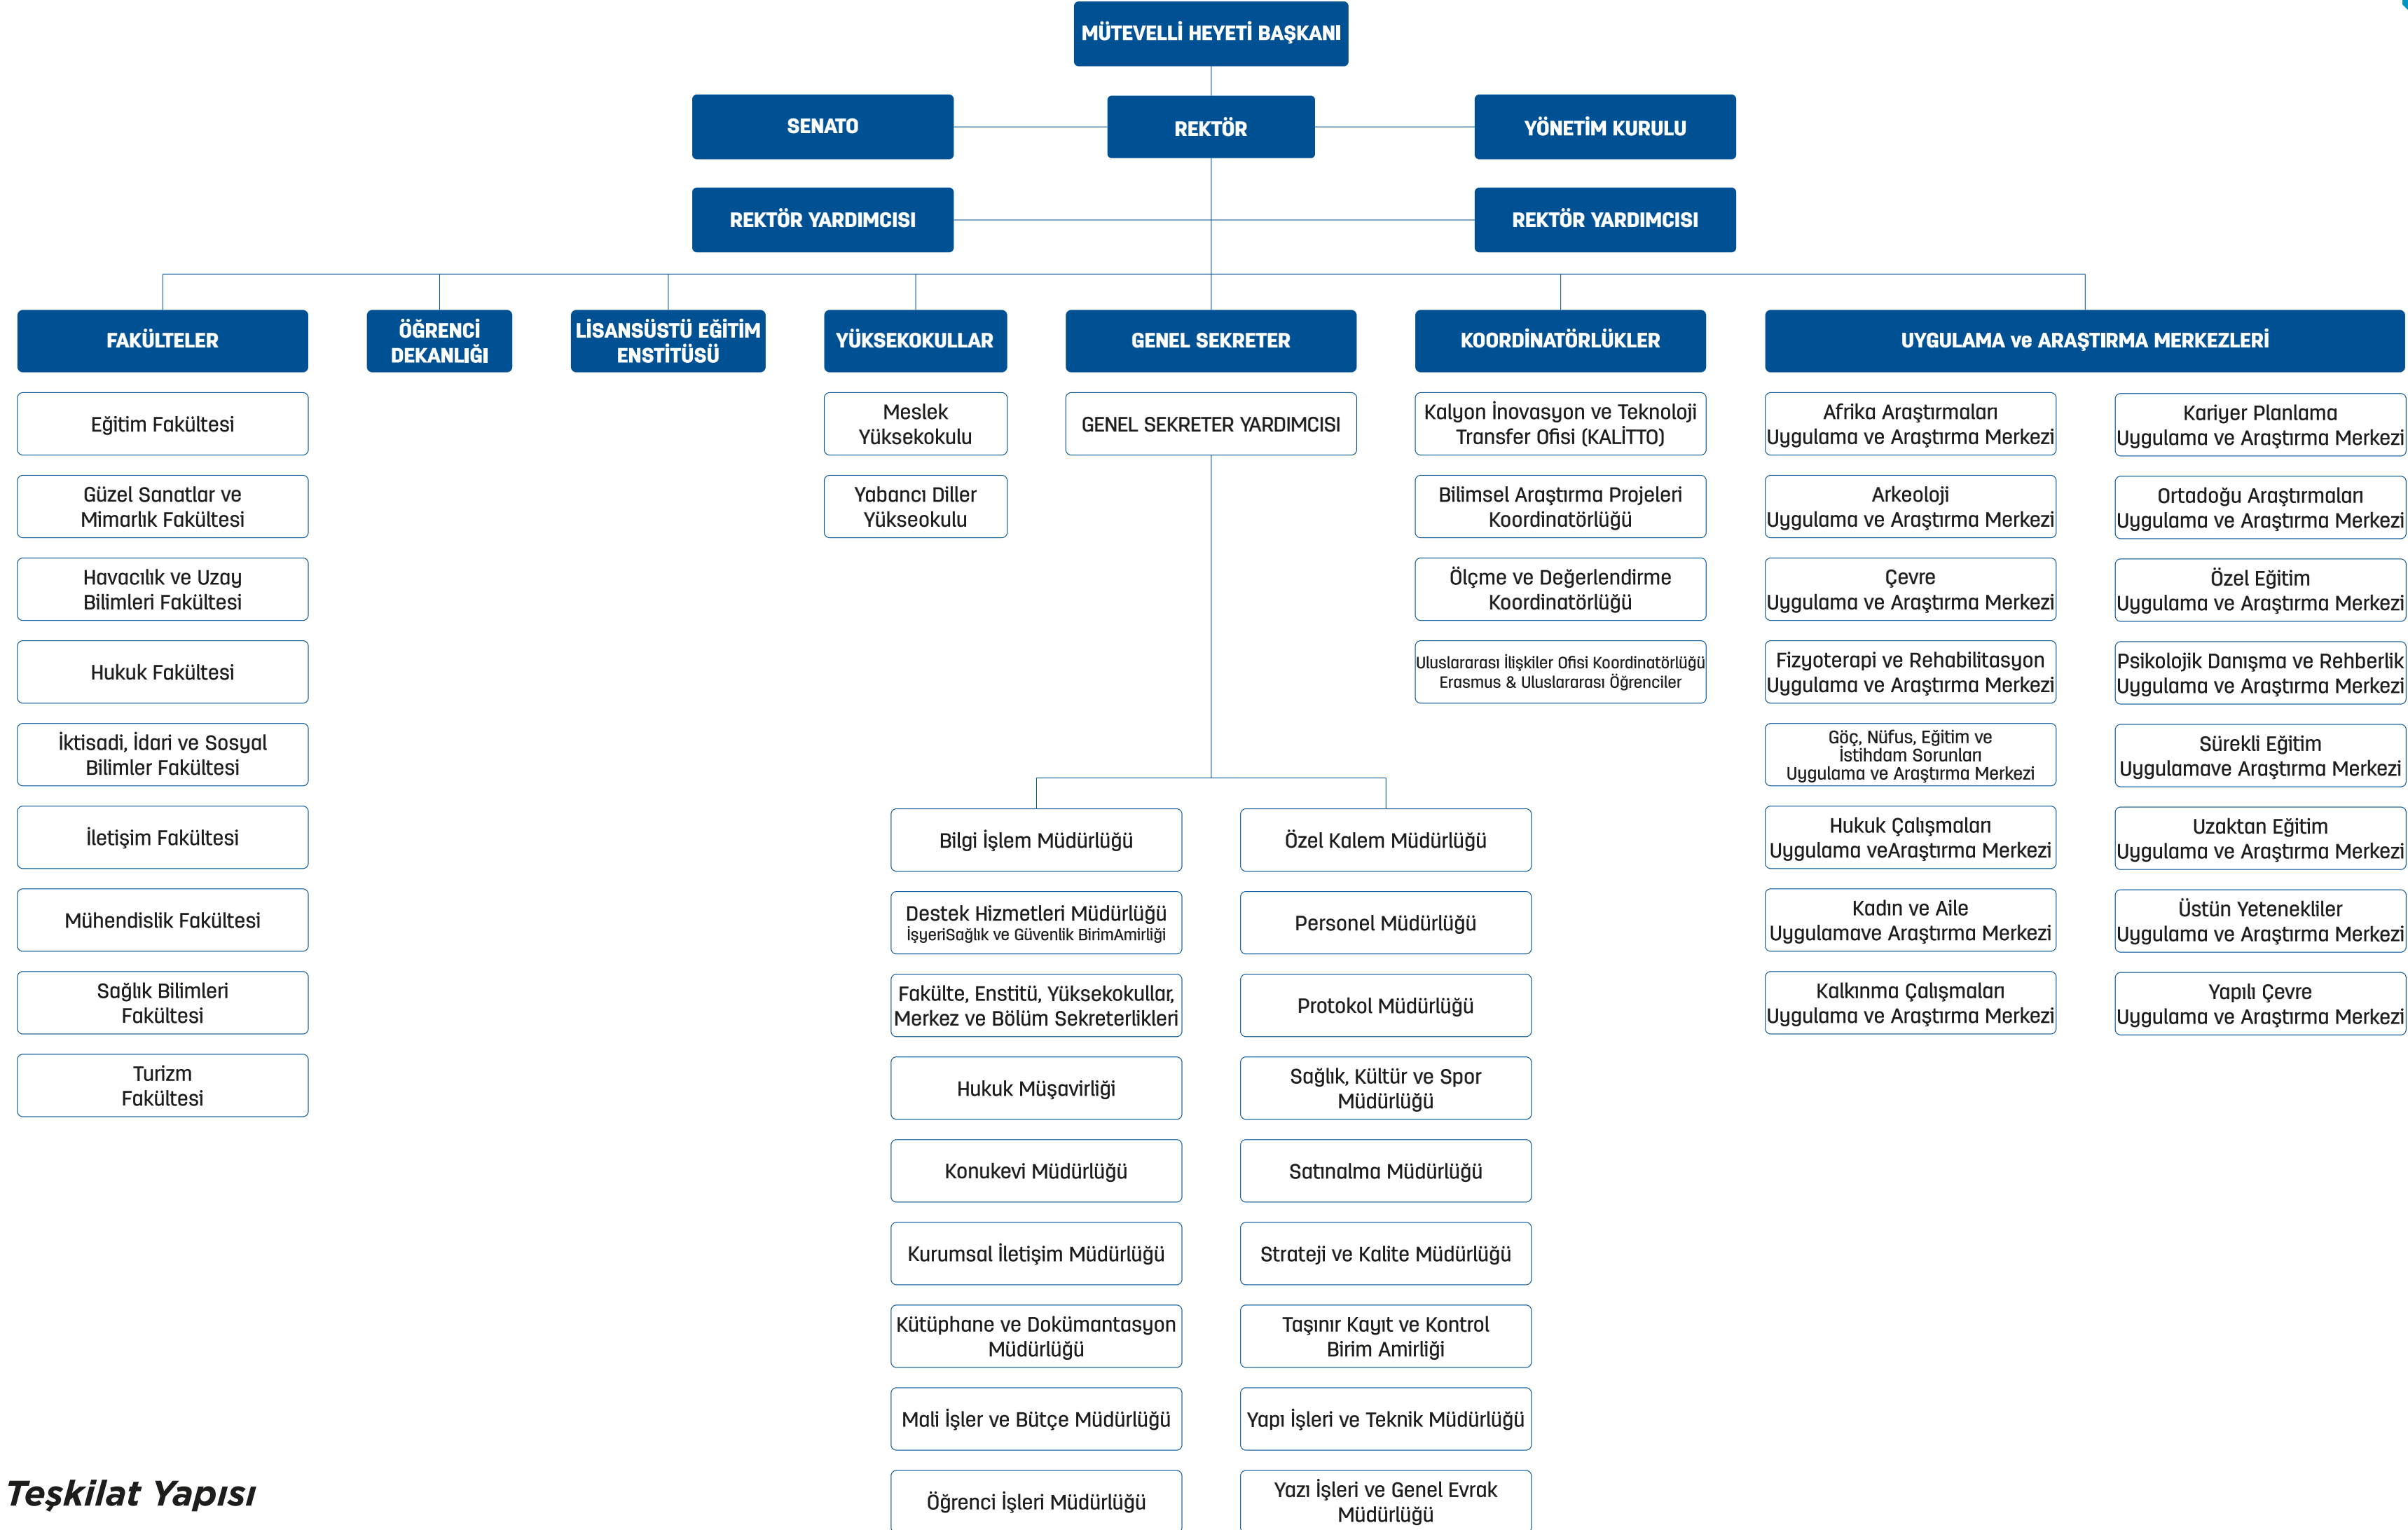 MÜTEVELLİ HEYETİ BAŞKANI
SENATO
REKTÖR
YÖNETİM KURULU
REKTÖR YARDIMCISI
REKTÖR YARDIMCISI
FAKÜLTELER
ÖĞRENCİ
DEKANLIĞI
LİSANSÜSTÜ EĞİTİM
ENSTİTÜSÜ
YÜKSEKOKULLAR
GENEL SEKRETER
KOORDİNATÖRLÜKLER
UYGULAMA ve ARAŞTIRMA MERKEZLERİ
Eğitim Fakültesi
Güzel Sanatlar ve
Mimarlık Fakültesi
Havacılık ve Uzay
Bilimleri Fakültesi
Hukuk Fakültesi
İktisadi, İdari ve Sosyal
Bilimler Fakültesi
İletişim Fakültesi
Mühendislik Fakültesi
Sağlık Bilimleri
Fakültesi
Turizm
Fakültesi
Meslek
Yüksekokulu
Yabancı Diller
Yükseokulu
GENEL SEKRETER YARDIMCISI
Bilgi İşlem Müdürlüğü
Destek Hizmetleri Müdürlüğü
İşyeriSağlık ve Güvenlik BirimAmirliği
Fakülte, Enstitü, Yüksekokullar,
Merkez ve Bölüm Sekreterlikleri
Hukuk Müşavirliği
Konukevi Müdürlüğü
Kurumsal İletişim Müdürlüğü
Kütüphane ve Dokümantasyon
Müdürlüğü
Mali İşler ve Bütçe Müdürlüğü
Öğrenci İşleri Müdürlüğü
Özel Kalem Müdürlüğü
Personel Müdürlüğü
Protokol Müdürlüğü
Sağlık, Kültür ve Spor
Müdürlüğü
Satınalma Müdürlüğü
Strateji ve Kalite Müdürlüğü
Taşınır Kayıt ve Kontrol
Birim Amirliği
Yapı İşleri ve Teknik Müdürlüğü
Yazı İşleri ve Genel Evrak
Müdürlüğü
Kalyon İnovasyon ve Teknoloji
Transfer Ofisi (KALİTTO)
Bilimsel Araştırma Projeleri
Koordinatörlüğü
Ölçme ve Değerlendirme
Koordinatörlüğü
Uluslararası İlişkiler Ofisi Koordinatörlüğü
Erasmus & Uluslararası Öğrenciler
Afrika Araştırmaları
Uygulama ve Araştırma Merkezi
Arkeoloji
Uygulama ve Araştırma Merkezi
Çevre
Uygulama ve Araştırma Merkezi
Fizyoterapi ve Rehabilitasyon
Uygulama ve Araştırma Merkezi
Göç, Nüfus, Eğitim ve
İstihdam Sorunları
Uygulama ve Araştırma Merkezi
Hukuk Çalışmaları
Uygulama veAraştırma Merkezi
Kadın ve Aile
Uygulamave Araştırma Merkezi
Kalkınma Çalışmaları
Uygulama ve Araştırma Merkezi
Kariyer Planlama
Uygulama ve Araştırma Merkezi
Ortadoğu Araştırmaları
Uygulama ve Araştırma Merkezi
Özel Eğitim
Uygulama ve Araştırma Merkezi
Psikolojik Danışma ve Rehberlik
Uygulama ve Araştırma Merkezi
Sürekli Eğitim
Uygulamave Araştırma Merkezi
Uzaktan Eğitim
Uygulama ve Araştırma Merkezi
Üstün Yetenekliler
Uygulama ve Araştırma Merkezi
Yapılı Çevre
Uygulama ve Araştırma Merkezi
Teşkilat Yapısı